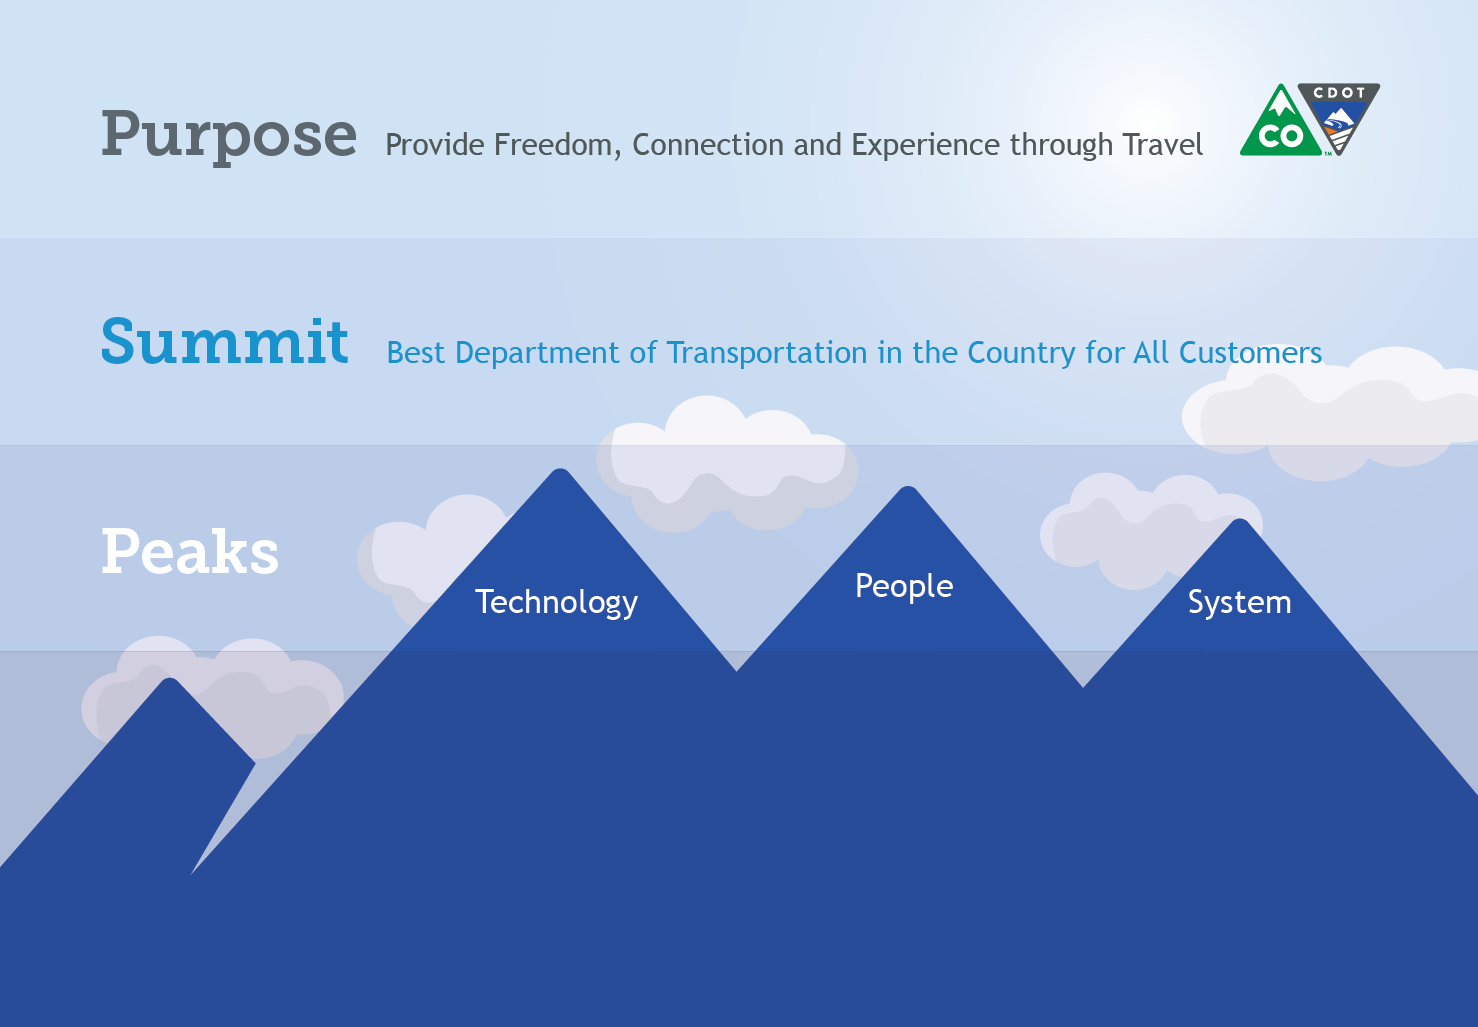 Purpose Provide Freedom, Connection and Experience through Travel
CO
CDOT
TM
Summit Best Department of Transportation in the Country for All Customers
Peaks
Technology
People
System